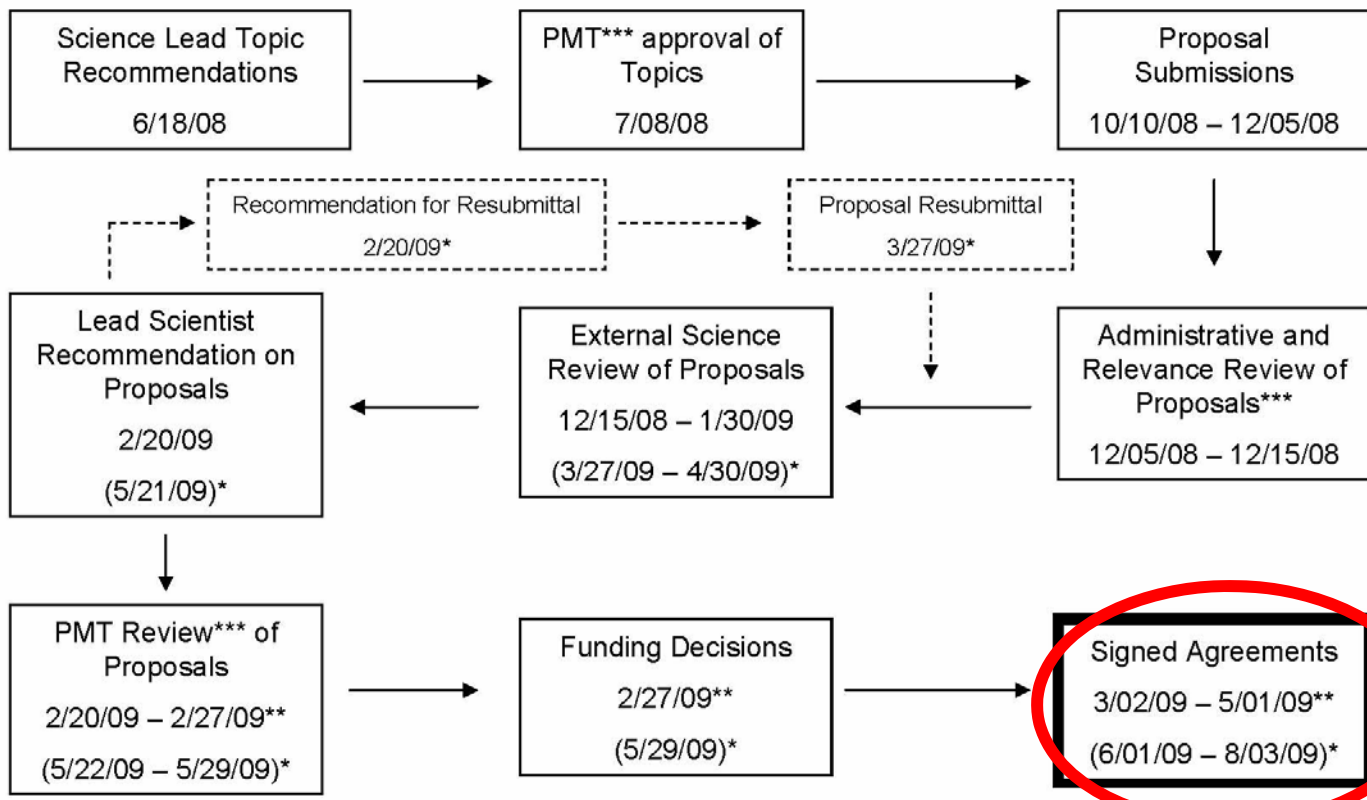 Science Lead Topic
Recommendations
6/18/08
PMT*** approval of
Topics
7/08/08
Proposal
Submissions
10/10/08 – 12/05/08
Recommendation for Resubmittal
2/20/09*
Proposal Resubmittal
3/27/09*
Lead Scientist
Recommendation on
Proposals
2/20/09
(5/21/09)*
External Science
Review of Proposals
12/15/08 – 1/30/09
(3/27/09 – 4/30/09)*
Administrative and
Relevance Review of
Proposals***
12/05/08 – 12/15/08
PMT Review*** of
Proposals
2/20/09 – 2/27/09**
(5/22/09 – 5/29/09)*
Funding Decisions
2/27/09**
(5/29/09)*
Signed Agreements
3/02/09 – 5/01/09**
(6/01/09 – 8/03/09)*